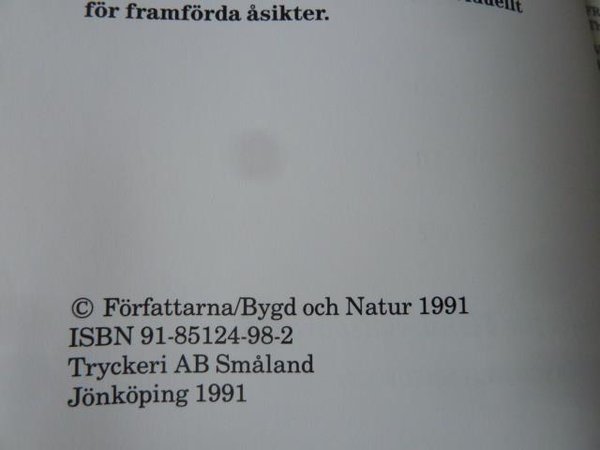 för framförda åsikter.
© Författarna/Bygd och Natur 1991
ISBN 91-85124-98-2
Tryckeri AB Småland
Jönköping 1991